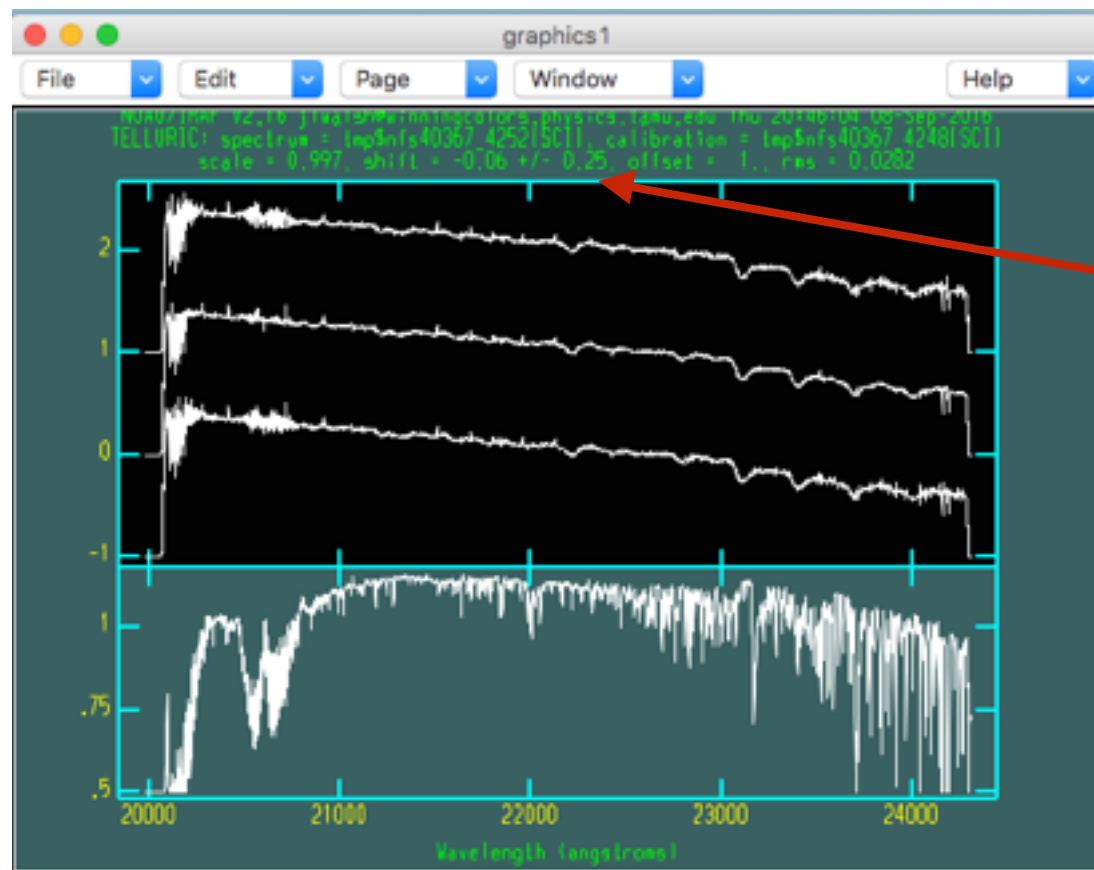 graphics1
File Edit Page Window Help
NOAO/IRAF V2.16 jlwalsh@winningcolors.physics.tamu.edu Thu 20:46:04 08-Sep-2016
TELLURIC: spectrum = tmp$nfs40367_4252[SCI], calibration = tmp$nfs40367_4248[SCI]
scale = 0.997, shift = -0.06 +/- 0.25, offset = 1., rms = 0.0282
2
1
0
-1
1
.75
.5
20000 21000 22000 23000 24000
Wavelength (angstroms)